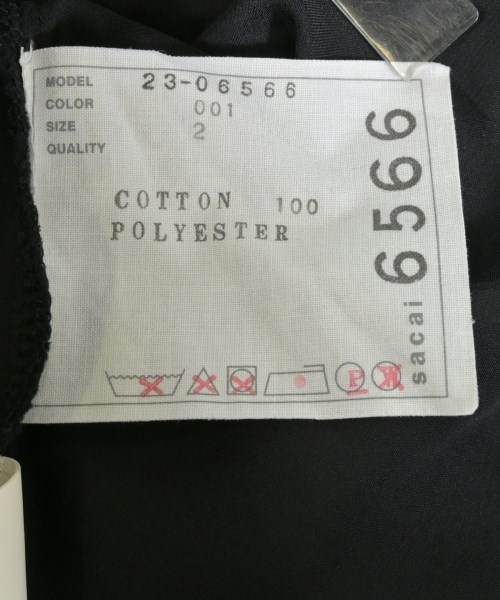 MODEL 23-06566
COLOR 001
SIZE 2
QUALITY
COTTON 100
POLYESTER
6566
sacai
P